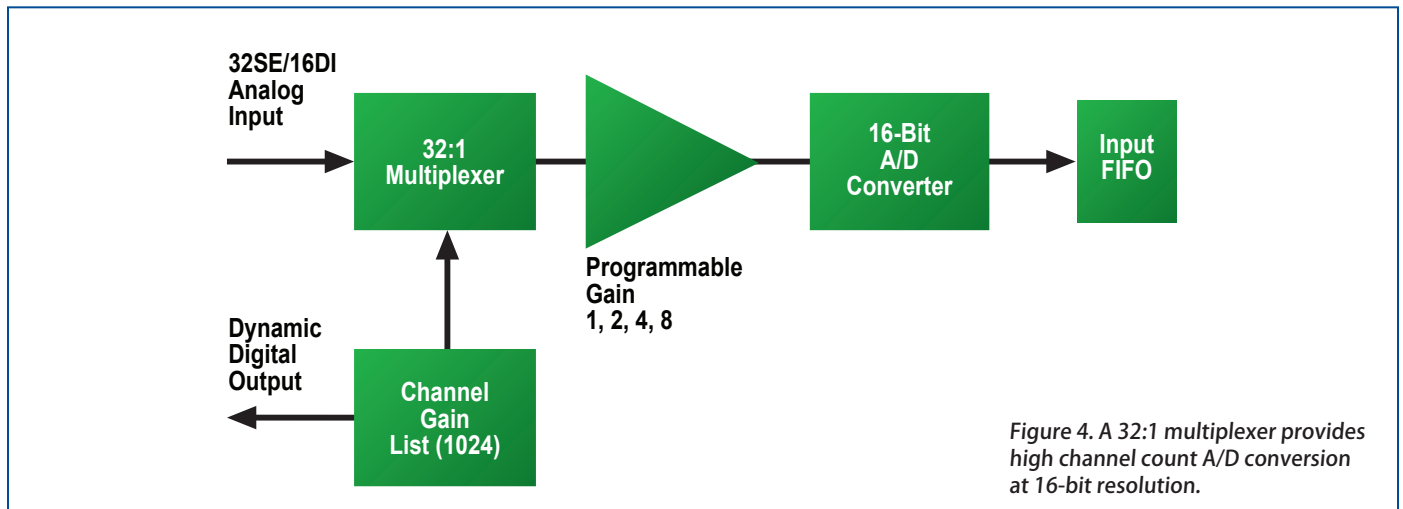 32SE/16DI
Analog
Input
32:1
Multiplexer
Programmable
Gain
1, 2, 4, 8
16-Bit
A/D
Converter
Input
FIFO
Dynamic
Digital
Output
Channel
Gain
List (1024)
Figure 4. A 32:1 multiplexer provides
high channel count A/D conversion
at 16-bit resolution.